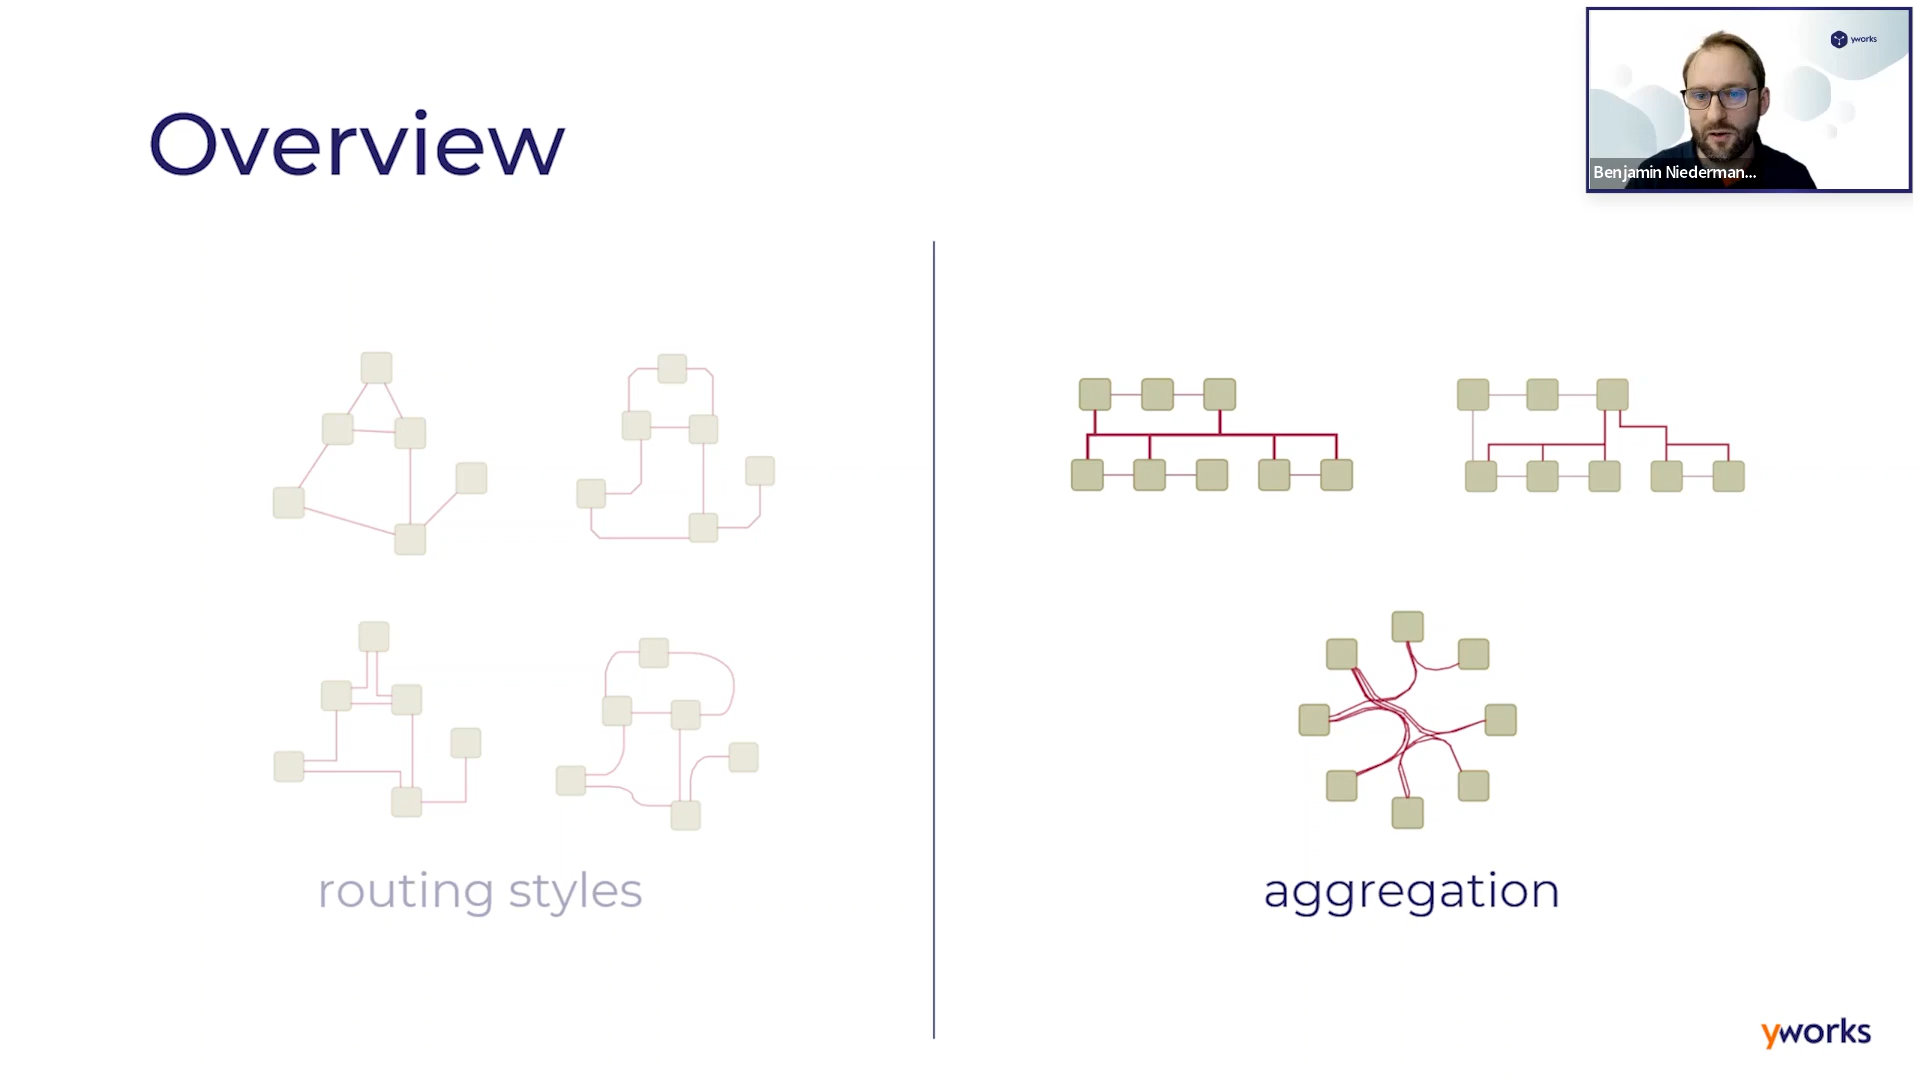 yworks
Benjamin Niederman...
Overview
routing styles
aggregation
yworks